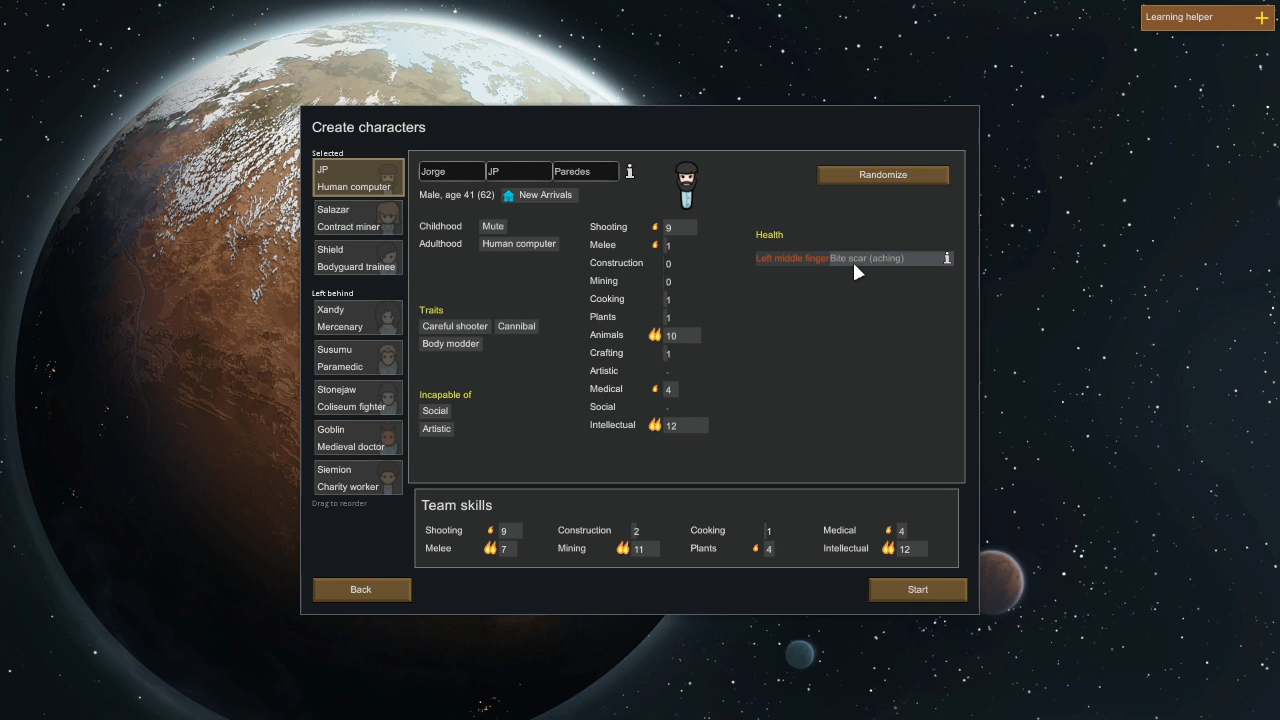 Learning helper
Create characters
Selected
JP
Human computer
Salazar
Contract miner
Shield
Bodyguard trainee
Left behind
Xandy
Mercenary
Susumu
Paramedic
Stonejaw
Coliseum fighter
Goblin
Medieval doctor
Siemion
Charity worker
Drag to reorder
Jorge JP Paredes
Randomize
Male, age 41 (62) New Arrivals
Childhood Mute
Adulthood Human computer
Traits
Careful shooter Cannibal
Body modder
Incapable of
Social
Artistic
Shooting 9
Melee 1
Construction 0
Mining 0
Cooking 1
Plants 1
Animals 10
Crafting 1
Artistic -
Medical 4
Social -
Intellectual 12
Health
Left middle finger Bite scar (aching)
Team skills
Shooting 9 Construction 2 Cooking 1 Medical 4
Melee 7 Mining 11 Plants 4 Intellectual 12
Back Start